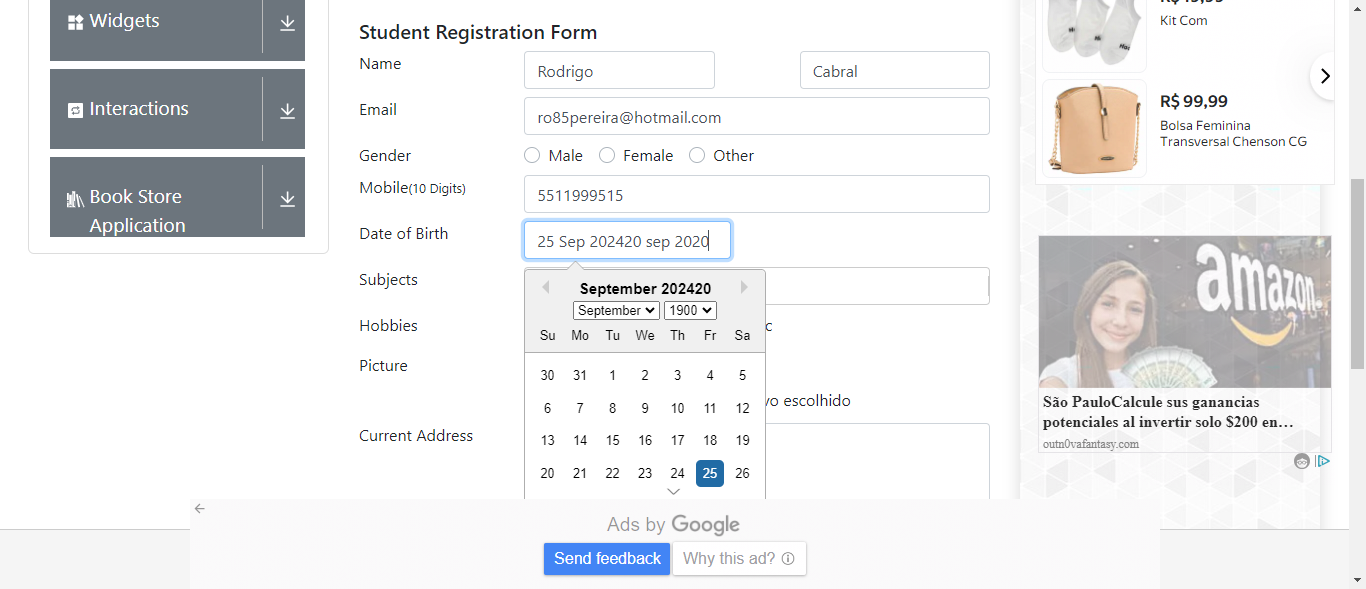 Widgets
Interactions
Book Store
Application
Student Registration Form
Name
Rodrigo
Cabral
Email
ro85pereira@hotmail.com
Gender
Male
Female
Other
Mobile(10 Digits)
5511999515
Date of Birth
25 Sep 202420 sep 2020
Subjects
September 202420
September
1900
Su Mo Tu We Th Fr Sa
30 31 1 2 3 4 5
6 7 8 9 10 11 12
13 14 15 16 17 18 19
20 21 22 23 24 25 26
Hobbies
c
Picture
vo escolhido
Current Address
Kit Com
R$ 99,99
Bolsa Feminina
Transversal Chenson CG
amazon
São PauloCalcule sus ganancias
potenciales al invertir solo $200 en…
outn0vafantasy.com
Ads by Google
Send feedback
Why this ad?